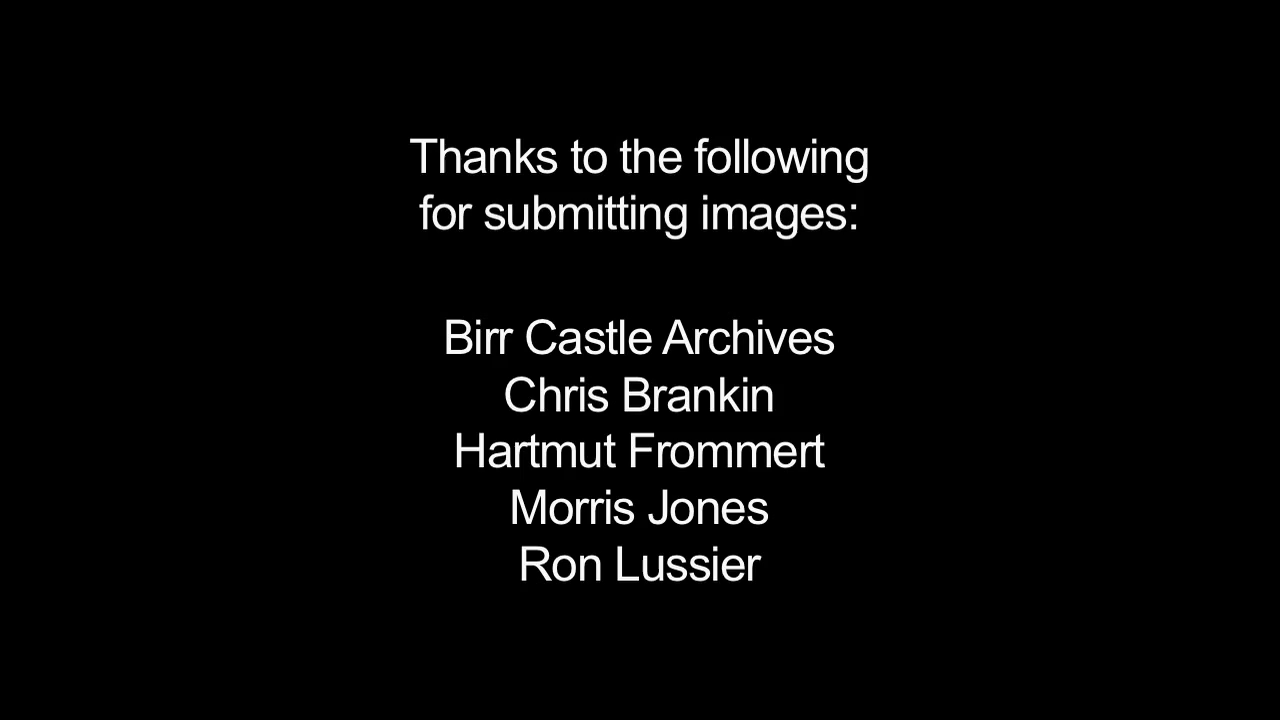 Thanks to the following
for submitting images:
Birr Castle Archives
Chris Brankin
Hartmut Frommert
Morris Jones
Ron Lussier